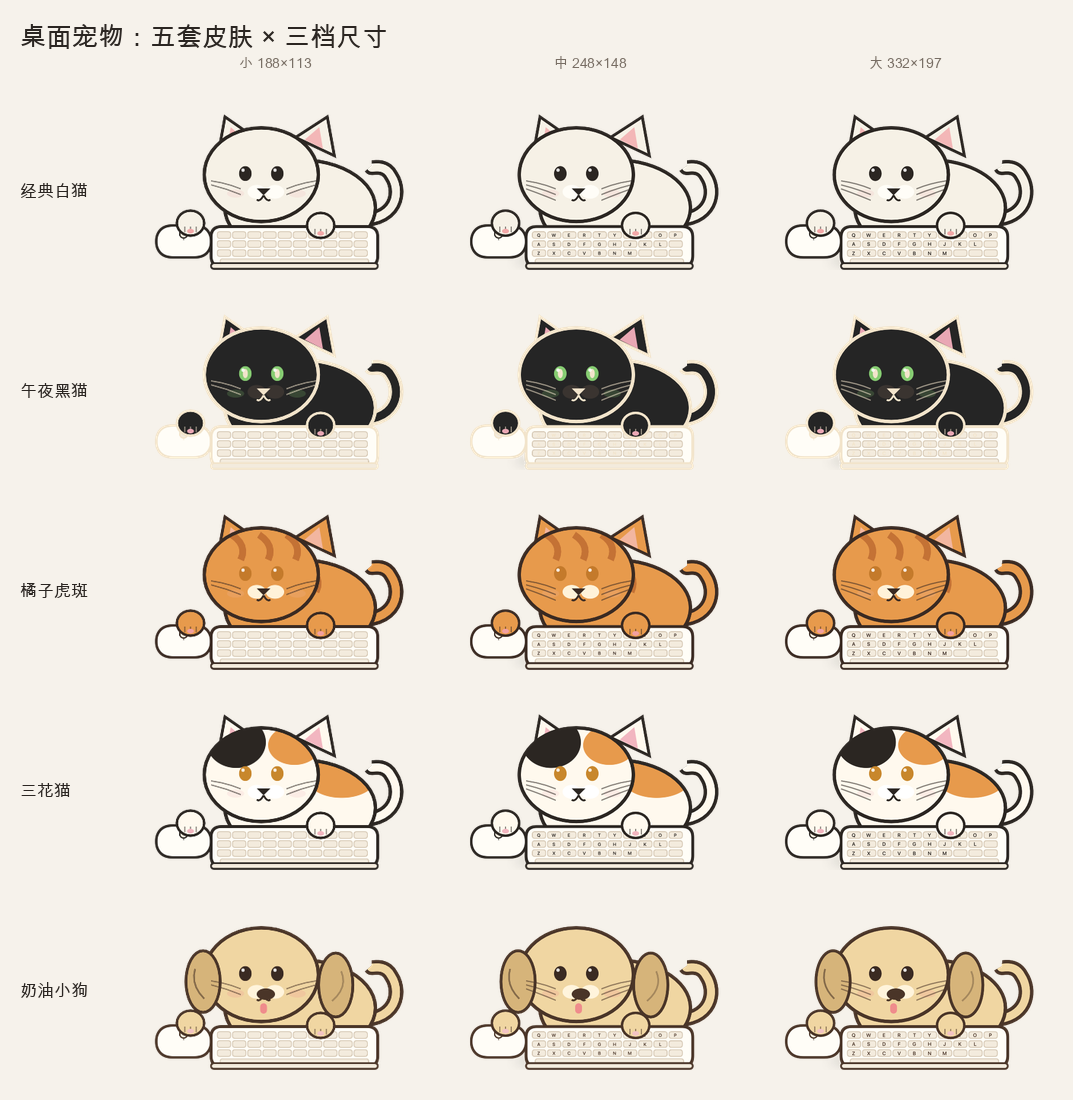 桌面宠物：五套皮肤 × 三档尺寸
小 188×113 中 248×148 大 332×197
经典白猫
Q W E R T Y O P Q W E R T Y O P
A S D F G H J K L A S D F G H J K L
Z X C V B N M Z X C V B N M
午夜黑猫
橘子虎斑
Q W E R T Y O P Q W E R T Y O P
A S D F G H J K L A S D F G H J K L
Z X C V B N M Z X C V B N M
三花猫
Q W E R T Y O P Q W E R T Y O P
A S D F G H J K L A S D F G H J K L
Z X C V B N M Z X C V B N M
奶油小狗
Q W E R T Y O P Q W E R T Y O P
A S D F G H J K L A S D F G H J K L
Z X C V B N M Z X C V B N M